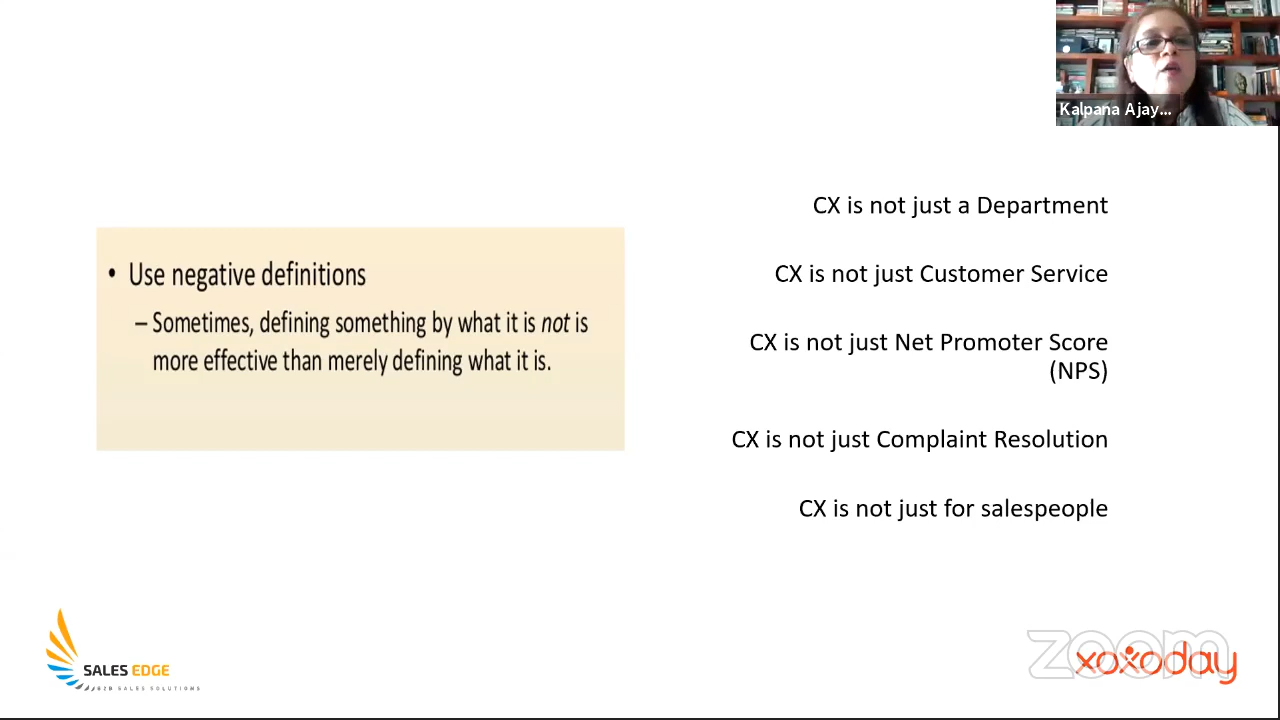 Kalpana Ajay...
• Use negative definitions
– Sometimes, defining something by what it is not is
more effective than merely defining what it is.
CX is not just a Department
CX is not just Customer Service
CX is not just Net Promoter Score
(NPS)
CX is not just Complaint Resolution
CX is not just for salespeople
SALES EDGE
B2B SALES SOLUTIONS
zoom
xoxoday